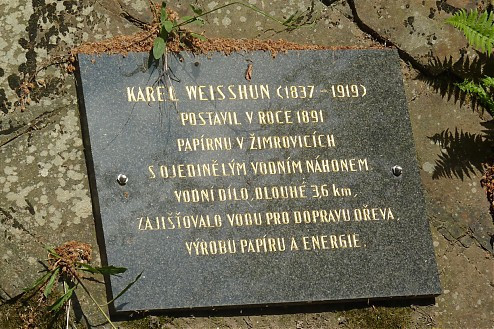 KAREL WEISSHUN (1837 - 1919)
POSTAVIL V ROCE 1891
PAPÍRNU V ŽIMROVICÍCH
S OJEDINĚLÝM VODNÍM NÁHONEM.
VODNÍ DÍLO, DLOUHÉ 3,6 km,
ZAJIŠŤOVALO VODU PRO DOPRAVU DŘEVA,
VÝROBU PAPÍRU A ENERGIE.